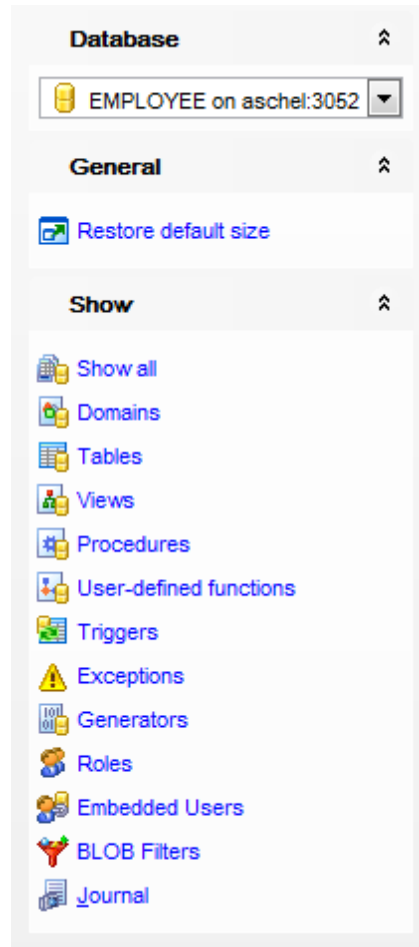 Database
EMPLOYEE on aschel:3052
General
Restore default size
Show
Show all
Domains
Tables
Views
Procedures
User-defined functions
Triggers
Exceptions
Generators
Roles
Embedded Users
BLOB Filters
Journal